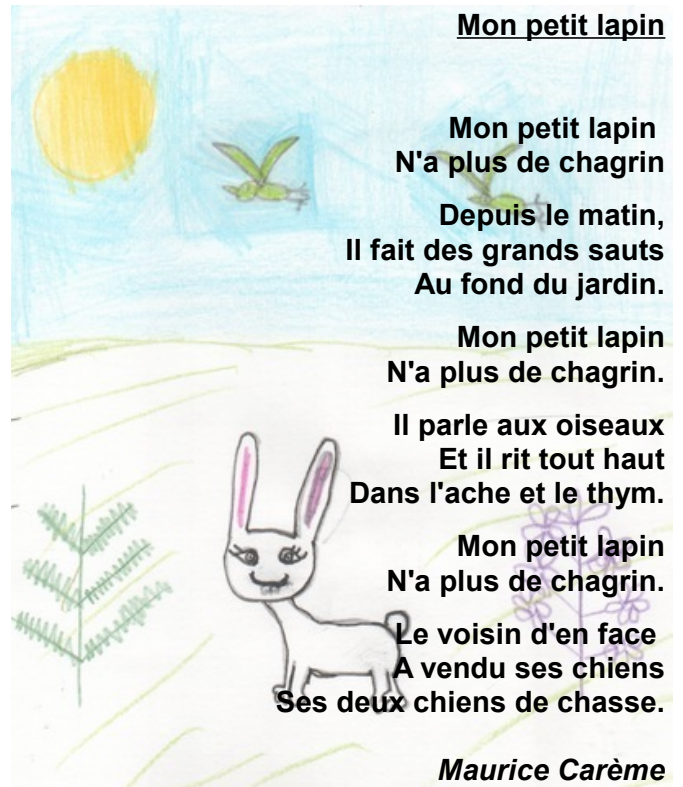 Mon petit lapin
Mon petit lapin
N'a plus de chagrin
Depuis le matin,
Il fait des grands sauts
Au fond du jardin.
Mon petit lapin
N'a plus de chagrin.
Il parle aux oiseaux
Et il rit tout haut
Dans l'ache et le thym.
Mon petit lapin
N'a plus de chagrin.
Le voisin d'en face
A vendu ses chiens
Ses deux chiens de chasse.
Maurice Carème